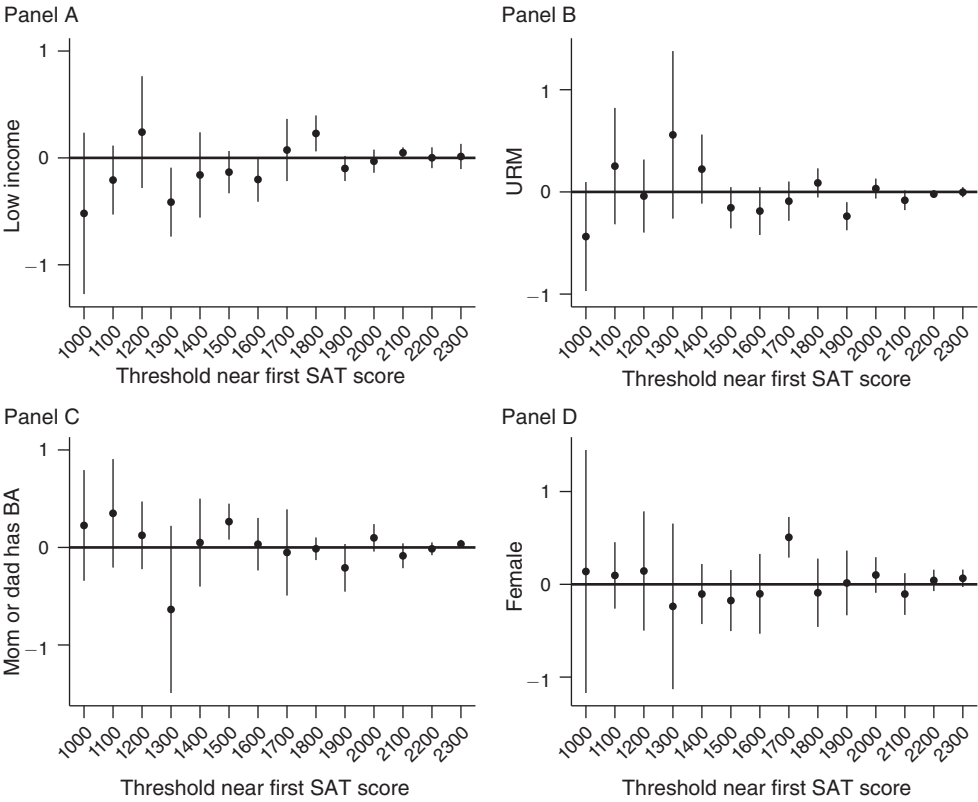 Panel A
1
0
−1
Low income
1000 1100 1200 1300 1400 1500 1600 1700 1800 1900 2000 2100 2200 2300
Threshold near first SAT score
Panel B
1
0
−1
URM
1000 1100 1200 1300 1400 1500 1600 1700 1800 1900 2000 2100 2200 2300
Threshold near first SAT score
Panel C
1
0
−1
Mom or dad has BA
1000 1100 1200 1300 1400 1500 1600 1700 1800 1900 2000 2100 2200 2300
Threshold near first SAT score
Panel D
1
0
−1
Female
1000 1100 1200 1300 1400 1500 1600 1700 1800 1900 2000 2100 2200 2300
Threshold near first SAT score